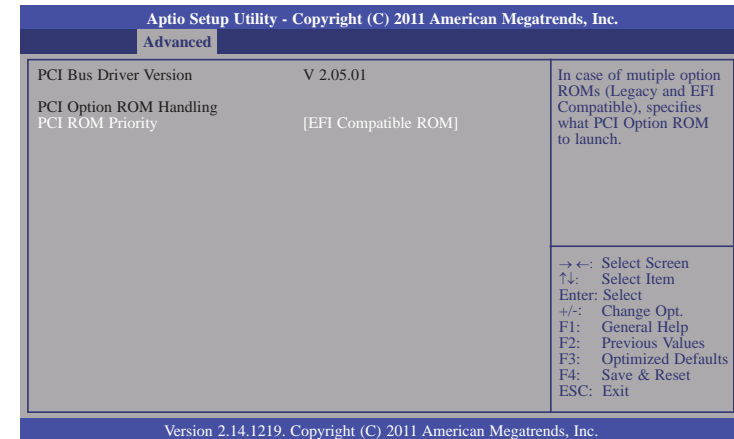 Aptio Setup Utility - Copyright (C) 2011 American Megatrends, Inc.
Advanced
PCI Bus Driver Version V 2.05.01
PCI Option ROM Handling
PCI ROM Priority [EFI Compatible ROM]
In case of mutiple option
ROMs (Legacy and EFI
Compatible), specifies
what PCI Option ROM
to launch.
→←: Select Screen
↑↓: Select Item
Enter: Select
+/-: Change Opt.
F1: General Help
F2: Previous Values
F3: Optimized Defaults
F4: Save & Reset
ESC: Exit
Version 2.14.1219. Copyright (C) 2011 American Megatrends, Inc.